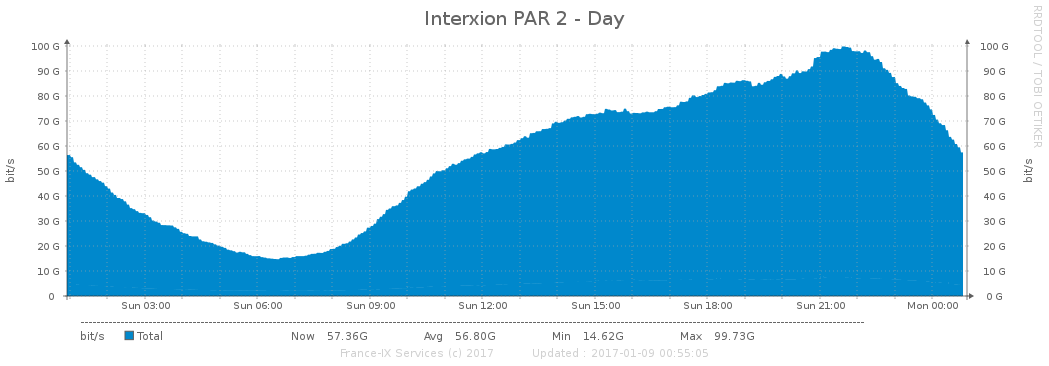 Interxion PAR 2 - Day
RRDTOOL / TOBI OETIKER
bit/s
100 G
90 G
80 G
70 G
60 G
50 G
40 G
30 G
20 G
10 G
0
100 G
90 G
80 G
70 G
60 G
50 G
40 G
30 G
20 G
10 G
0 G
bit/s
Sun 03:00 Sun 06:00 Sun 09:00 Sun 12:00 Sun 15:00 Sun 18:00 Sun 21:00 Mon 00:00
bit/s Total Now 57.36G Avg 56.80G Min 14.62G Max 99.73G
France-IX Services (c) 2017 Updated : 2017-01-09 00:55:05